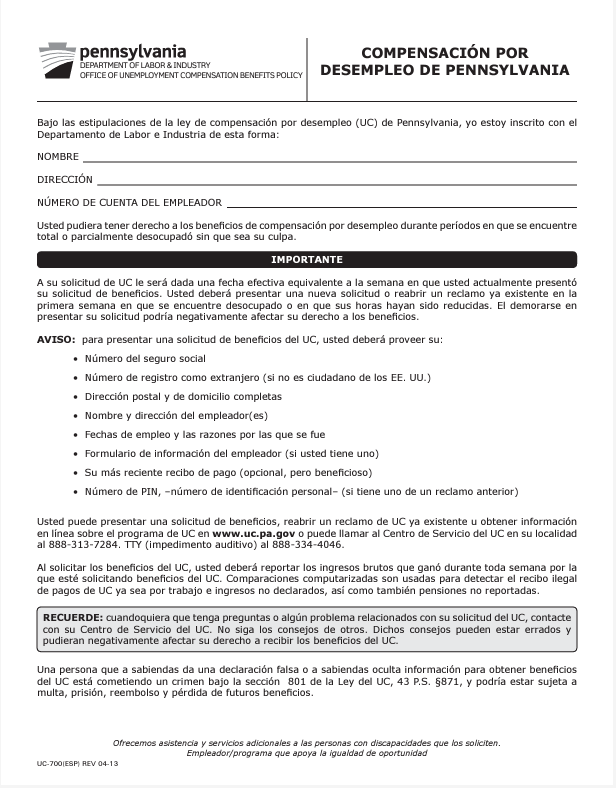 pennsylvania
DEPARTMENT OF LABOR & INDUSTRY
OFFICE OF UNEMPLOYMENT COMPENSATION BENEFITS POLICY
COMPENSACIÓN POR
DESEMPLEO DE PENNSYLVANIA
Bajo las estipulaciones de la ley de compensación por desempleo (UC) de Pennsylvania, yo estoy inscrito con el
Departamento de Labor e Industria de esta forma:
NOMBRE
DIRECCIÓN
NÚMERO DE CUENTA DEL EMPLEADOR
Usted pudiera tener derecho a los beneficios de compensación por desempleo durante períodos en que se encuentre
total o parcialmente desocupado sin que sea su culpa.
IMPORTANTE
A su solicitud de UC le será dada una fecha efectiva equivalente a la semana en que usted actualmente presentó
su solicitud de beneficios. Usted deberá presentar una nueva solicitud o reabrir un reclamo ya existente en la
primera semana en que se encuentre desocupado o en que sus horas hayan sido reducidas. El demorarse en
presentar su solicitud podría negativamente afectar su derecho a los beneficios.
AVISO: para presentar una solicitud de beneficios del UC, usted deberá proveer su:
• Número del seguro social
• Número de registro como extranjero (si no es ciudadano de los EE. UU.)
• Dirección postal y de domicilio completas
• Nombre y dirección del empleador(es)
• Fechas de empleo y las razones por las que se fue
• Formulario de información del empleador (si usted tiene uno)
• Su más reciente recibo de pago (opcional, pero beneficioso)
• Número de PIN, –número de identificación personal– (si tiene uno de un reclamo anterior)
Usted puede presentar una solicitud de beneficios, reabrir un reclamo de UC ya existente u obtener información
en línea sobre el programa de UC en www.uc.pa.gov o puede llamar al Centro de Servicio del UC en su localidad
al 888-313-7284. TTY (impedimento auditivo) al 888-334-4046.
Al solicitar los beneficios del UC, usted deberá reportar los ingresos brutos que ganó durante toda semana por la
que esté solicitando beneficios del UC. Comparaciones computarizadas son usadas para detectar el recibo ilegal
de pagos de UC ya sea por trabajo e ingresos no declarados, así como también pensiones no reportadas.
RECUERDE: cuandoquiera que tenga preguntas o algún problema relacionados con su solicitud del UC, contacte
con su Centro de Servicio del UC. No siga los consejos de otros. Dichos consejos pueden estar errados y
pudieran negativamente afectar su derecho a recibir los beneficios del UC.
Una persona que a sabiendas da una declaración falsa o a sabiendas oculta información para obtener beneficios
del UC está cometiendo un crimen bajo la sección 801 de la Ley del UC, 43 P.S. §871, y podría estar sujeta a
multa, prisión, reembolso y pérdida de futuros beneficios.
Ofrecemos asistencia y servicios adicionales a las personas con discapacidades que los soliciten.
Empleador/programa que apoya la igualdad de oportunidad
UC-700(ESP) REV 04-13